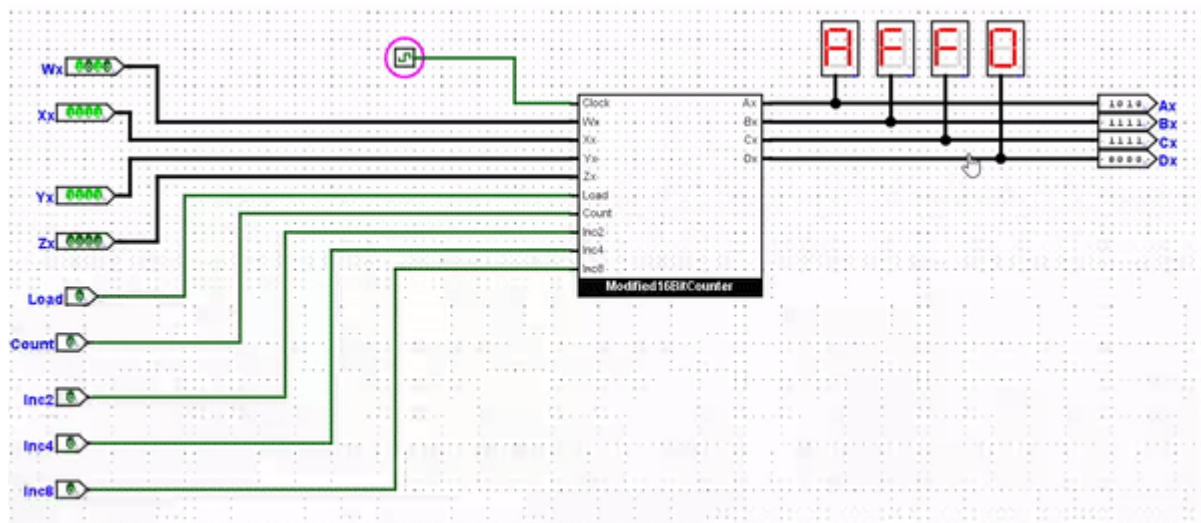 A F F 0
Wx 0000
Clock Ax 1010 Ax
Xx 0000
Wx Bx 1111 Bx
Xx Cx 1111 Cx
Yx Dx 0000 Dx
Zx
Yx 0000
Load
Count
Inc2
Zx 0000
Inc4
Inc8
Modified16BitCounter
Load 0
Count 0
Inc2 0
Inc4 0
Inc8 0